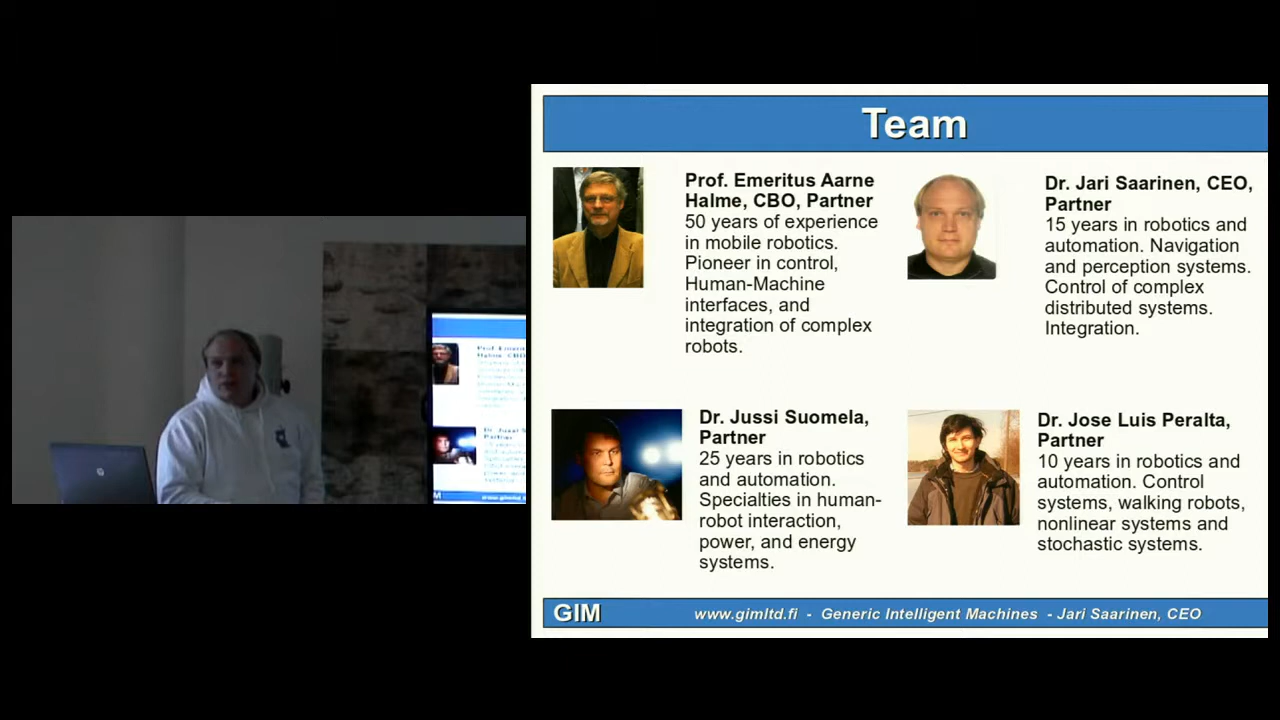 Team
Prof. Emeritus Aarne
Halme, CBO, Partner
50 years of experience
in mobile robotics.
Pioneer in control,
Human-Machine
interfaces, and
integration of complex
robots.
Dr. Jari Saarinen, CEO,
Partner
15 years in robotics and
automation. Navigation
and perception systems.
Control of complex
distributed systems.
Integration.
Dr. Jussi Suomela,
Partner
25 years in robotics
and automation.
Specialties in human-
robot interaction,
power, and energy
systems.
Dr. Jose Luis Peralta,
Partner
10 years in robotics and
automation. Control
systems, walking robots,
nonlinear systems and
stochastic systems.
GIM www.gimltd.fi - Generic Intelligent Machines - Jari Saarinen, CEO